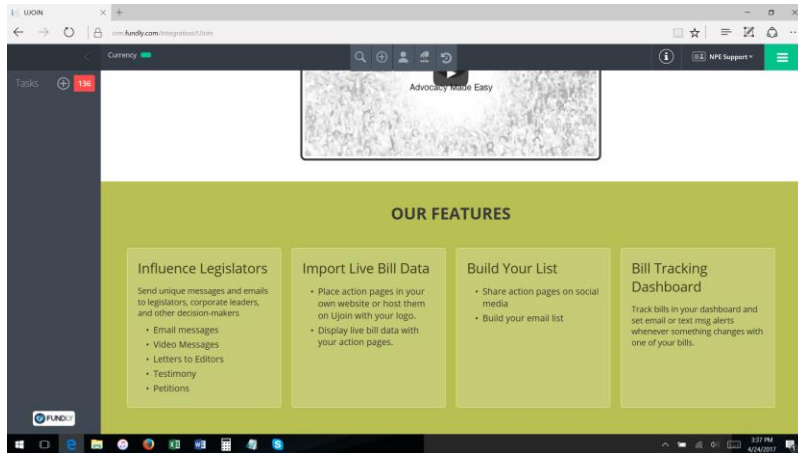 UJOIN
crm.fundly.com/Integration/UJoin
Currency
NPE Support
Tasks
136
Advocacy Made Easy
OUR FEATURES
Influence Legislators
Send unique messages and emails
to legislators, corporate leaders,
and other decision-makers
• Email messages
• Video Messages
• Letters to Editors
• Testimony
• Petitions
Import Live Bill Data
• Place action pages in your
own website or host them
on Ujoin with your logo.
• Display live bill data with
your action pages.
Build Your List
• Share action pages on social
media
• Build your email list
Bill Tracking
Dashboard
Track bills in your dashboard and
set email or text msg alerts
whenever something changes with
one of your bills.
FUNDLY
3:37 PM
4/24/2017